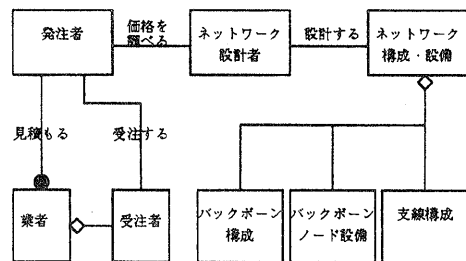 発注者
価格を
調べる
ネットワーク
設計者
設計する
ネットワーク
構成・設備
見積もる
受注する
業者
受注者
バックボーン
構成
バックボーン
ノード設備
支線構成